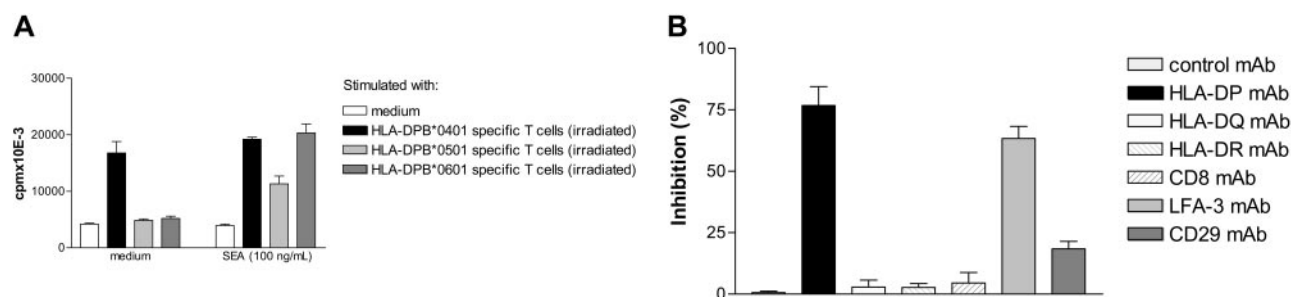 A
30000
20000
10000
0
cpmx10E-3
medium
SEA (100 ng/mL)
Stimulated with:
medium
HLA-DPB*0401 specific T cells (irradiated)
HLA-DPB*0501 specific T cells (irradiated)
HLA-DPB*0601 specific T cells (irradiated)
B
100
75
50
25
0
Inhibition (%)
control mAb
HLA-DP mAb
HLA-DQ mAb
HLA-DR mAb
CD8 mAb
LFA-3 mAb
CD29 mAb